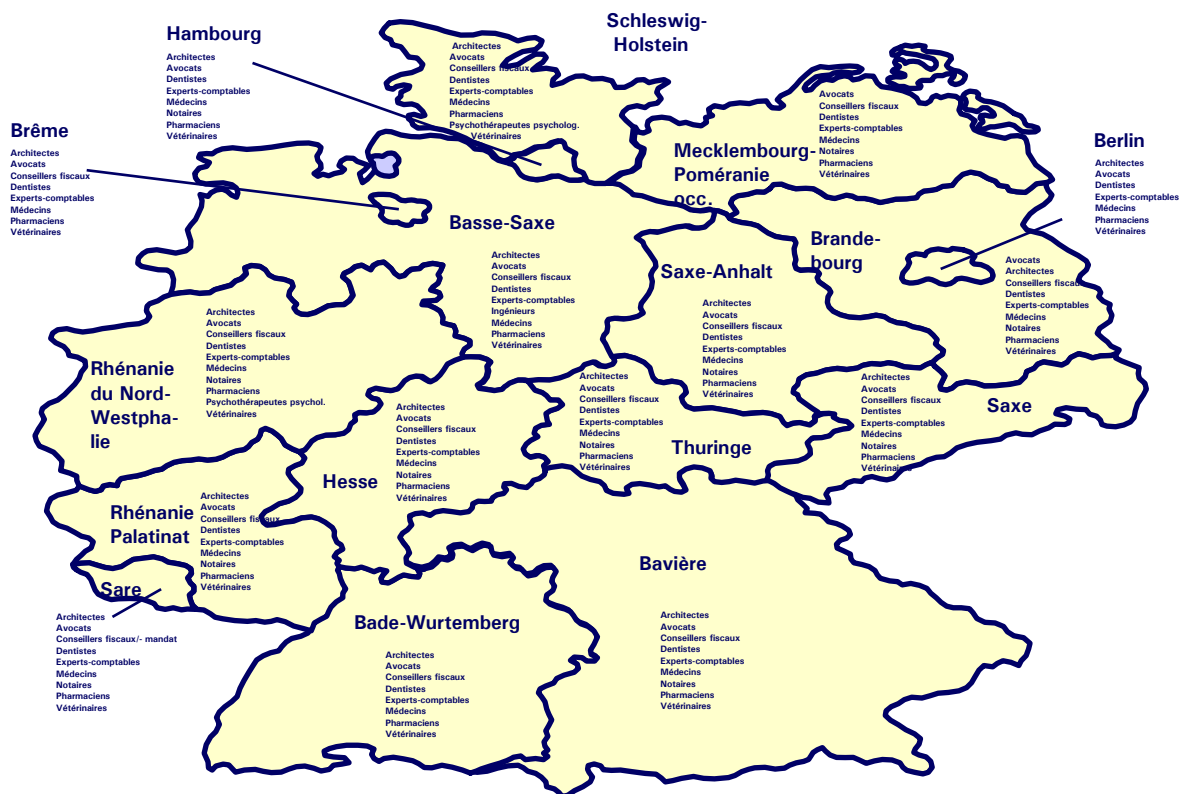 Schleswig-
Holstein
Architectes
Avocats
Conseillers fiscaux
Dentistes
Experts-comptables
Médecins
Pharmaciens
Psychothérapeutes psycholog.
Vétérinaires
Hambourg
Architectes
Avocats
Dentistes
Experts-comptables
Médecins
Notaires
Pharmaciens
Vétérinaires
Brême
Architectes
Avocats
Conseillers fiscaux
Dentistes
Experts-comptables
Médecins
Pharmaciens
Vétérinaires
Mecklembourg-
Poméranie
occ.
Avocats
Conseillers fiscaux
Dentistes
Experts-comptables
Médecins
Notaires
Pharmaciens
Vétérinaires
Berlin
Architectes
Avocats
Dentistes
Experts-comptables
Médecins
Pharmaciens
Vétérinaires
Basse-Saxe
Architectes
Avocats
Conseillers fiscaux
Dentistes
Experts-comptables
Ingénieurs
Médecins
Pharmaciens
Vétérinaires
Saxe-Anhalt
Architectes
Avocats
Conseillers fiscaux
Dentistes
Experts-comptables
Médecins
Notaires
Pharmaciens
Vétérinaires
Brande-
bourg
Avocats
Architectes
Conseillers fiscaux
Dentistes
Experts-comptables
Médecins
Notaires
Pharmaciens
Vétérinaires
Rhénanie
du Nord-
Westpha-
lie
Architectes
Avocats
Conseillers fiscaux
Dentistes
Experts-comptables
Médecins
Notaires
Pharmaciens
Psychothérapeutes psychol.
Vétérinaires
Hesse
Architectes
Avocats
Conseillers fiscaux
Dentistes
Experts-comptables
Médecins
Notaires
Pharmaciens
Vétérinaires
Thuringe
Architectes
Avocats
Conseillers fiscaux
Dentistes
Experts-comptables
Médecins
Notaires
Pharmaciens
Vétérinaires
Saxe
Architectes
Avocats
Conseillers fiscaux
Dentistes
Experts-comptables
Médecins
Notaires
Pharmaciens
Vétérinaires
Rhénanie
Palatinat
Architectes
Avocats
Conseillers fiscaux
Dentistes
Experts-comptables
Médecins
Notaires
Pharmaciens
Vétérinaires
Sare
Architectes
Avocats
Conseillers fiscaux/- mandat
Dentistes
Experts-comptables
Médecins
Notaires
Pharmaciens
Vétérinaires
Bade-Wurtemberg
Architectes
Avocats
Conseillers fiscaux
Dentistes
Experts-comptables
Médecins
Pharmaciens
Vétérinaires
Bavière
Architectes
Avocats
Conseillers fiscaux
Dentistes
Experts-comptables
Médecins
Notaires
Pharmaciens
Vétérinaires